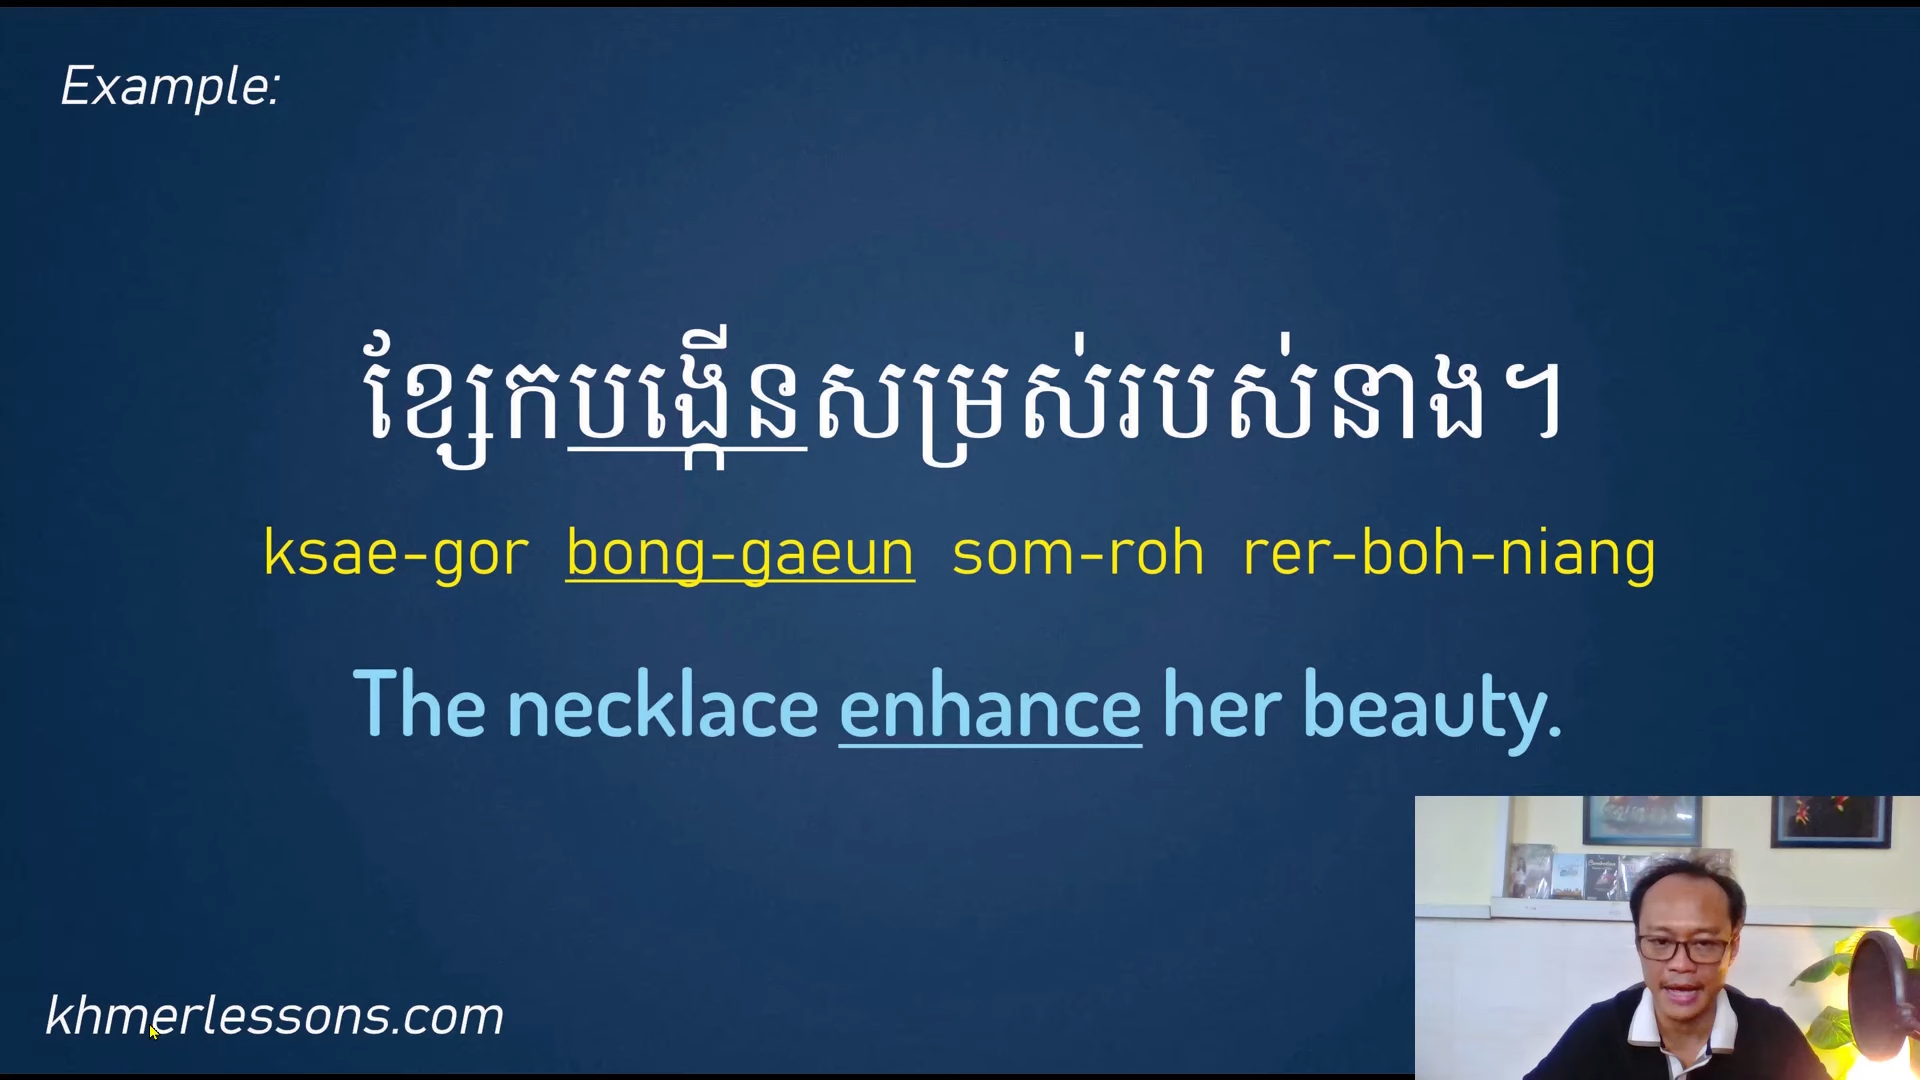 Example:
ខ្សែកបង្កើនសម្រស់របស់នាង។
ksae-gor bong-gaeun som-roh rer-boh-niang
The necklace enhance her beauty.
khmerlessons.com